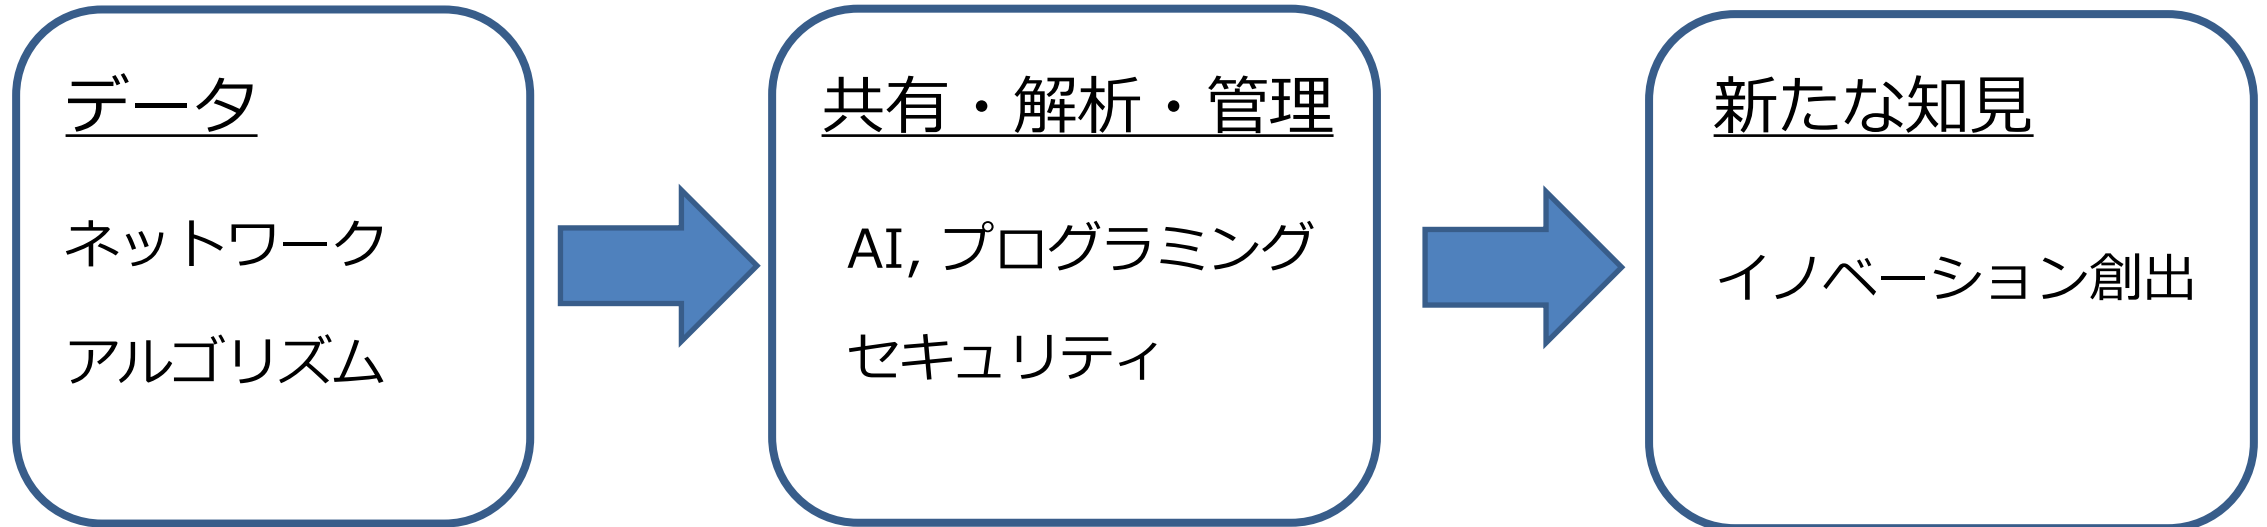 データ
ネットワーク
アルゴリズム
共有・解析・管理
AI, プログラミング
セキュリティ
新たな知見
イノベーション創出